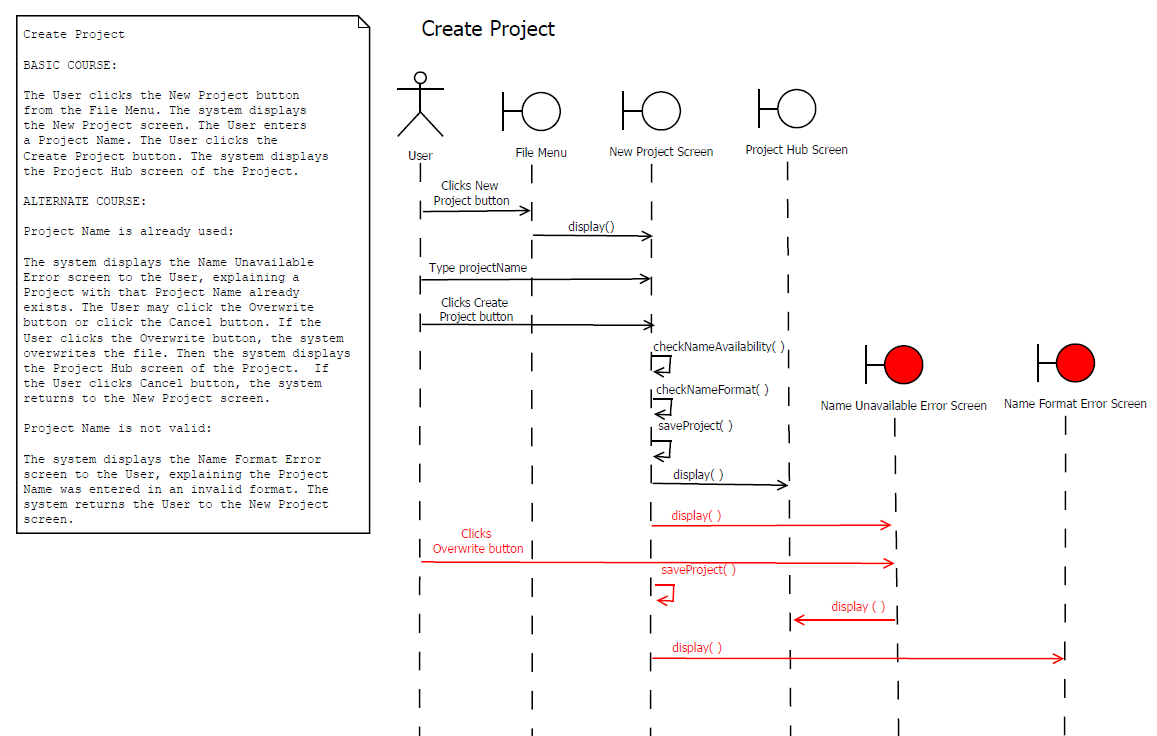 Create Project
BASIC COURSE:
The User clicks the New Project button
from the File Menu. The system displays
the New Project screen. The User enters
a Project Name. The User clicks the
Create Project button. The system displays
the Project Hub screen of the Project.
ALTERNATE COURSE:
Project Name is already used:
The system displays the Name Unavailable
Error screen to the User, explaining a
Project with that Project Name already
exists. The User may click the Overwrite
button or click the Cancel button. If the
User clicks the Overwrite button, the system
overwrites the file. Then the system displays
the Project Hub screen of the Project.  If
the User clicks Cancel button, the system
returns to the New Project screen.
Project Name is not valid:
The system displays the Name Format Error
screen to the User, explaining the Project
Name was entered in an invalid format. The
system returns the User to the New Project
screen.
Create Project
User
File Menu
New Project Screen
Project Hub Screen
Clicks New
Project button
display()
Type projectName
Clicks Create
Project button
checkNameAvailability( )
checkNameFormat( )
saveProject( )
display( )
Name Unavailable Error Screen
Name Format Error Screen
display( )
Clicks
Overwrite button
saveProject( )
display ( )
display( )